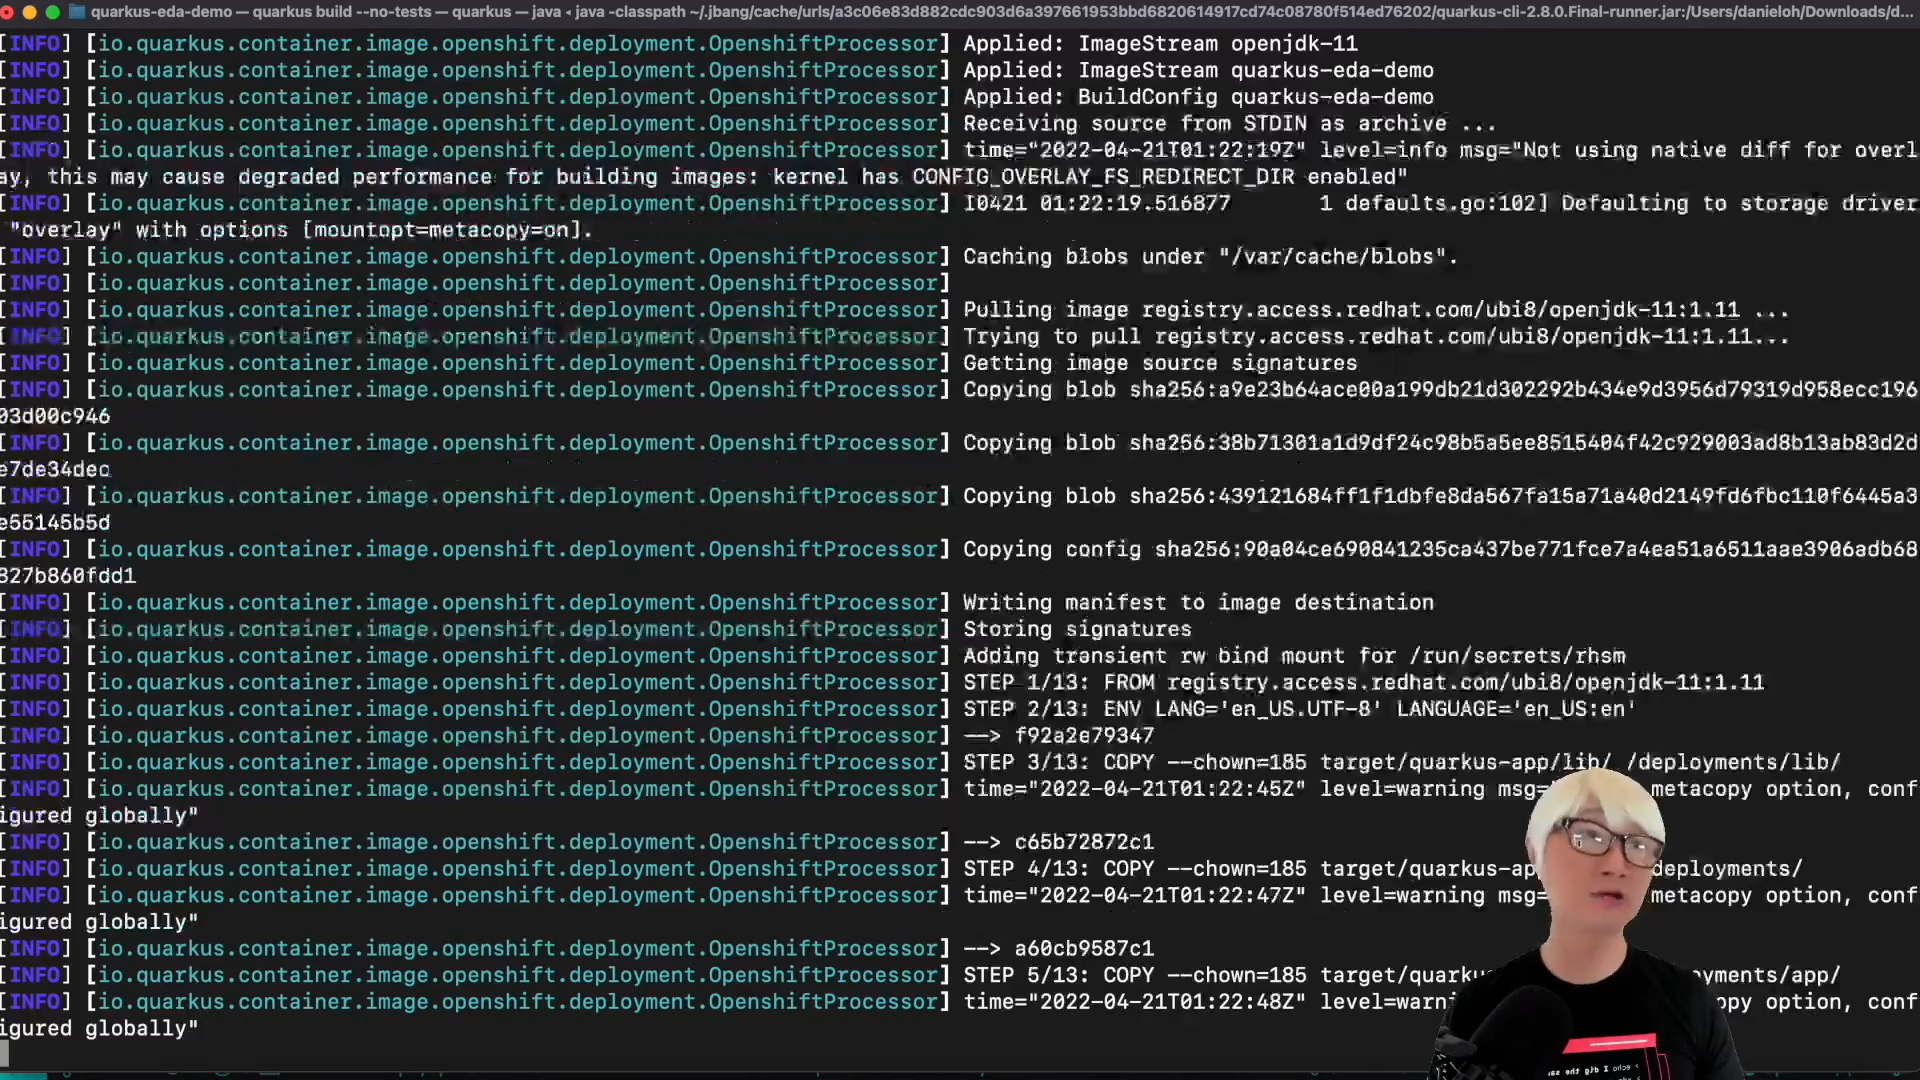 quarkus-eda-demo — quarkus build --no-tests — quarkus — java ◂ java -classpath ~/.jbang/cache/urls/a3c06e83d882cdc903d6a397661953bbd6820614917cd74c08780f514ed76202/quarkus-cli-2.8.0.Final-runner.jar:/Users/danieloh/Downloads/d...
[INFO] [io.quarkus.container.image.openshift.deployment.OpenshiftProcessor] Applied: ImageStream openjdk-11
[INFO] [io.quarkus.container.image.openshift.deployment.OpenshiftProcessor] Applied: ImageStream quarkus-eda-demo
[INFO] [io.quarkus.container.image.openshift.deployment.OpenshiftProcessor] Applied: BuildConfig quarkus-eda-demo
[INFO] [io.quarkus.container.image.openshift.deployment.OpenshiftProcessor] Receiving source from STDIN as archive ...
[INFO] [io.quarkus.container.image.openshift.deployment.OpenshiftProcessor] time="2022-04-21T01:22:19Z" level=info msg="Not using native diff for overl
ay, this may cause degraded performance for building images: kernel has CONFIG_OVERLAY_FS_REDIRECT_DIR enabled"
[INFO] [io.quarkus.container.image.openshift.deployment.OpenshiftProcessor] I0421 01:22:19.516877       1 defaults.go:102] Defaulting to storage driver
"overlay" with options [mountopt=metacopy=on].
[INFO] [io.quarkus.container.image.openshift.deployment.OpenshiftProcessor] Caching blobs under "/var/cache/blobs".
[INFO] [io.quarkus.container.image.openshift.deployment.OpenshiftProcessor]
[INFO] [io.quarkus.container.image.openshift.deployment.OpenshiftProcessor] Pulling image registry.access.redhat.com/ubi8/openjdk-11:1.11 ...
[INFO] [io.quarkus.container.image.openshift.deployment.OpenshiftProcessor] Trying to pull registry.access.redhat.com/ubi8/openjdk-11:1.11...
[INFO] [io.quarkus.container.image.openshift.deployment.OpenshiftProcessor] Getting image source signatures
[INFO] [io.quarkus.container.image.openshift.deployment.OpenshiftProcessor] Copying blob sha256:a9e23b64ace00a199db21d302292b434e9d3956d79319d958ecc196
03d00c946
[INFO] [io.quarkus.container.image.openshift.deployment.OpenshiftProcessor] Copying blob sha256:38b71301a1d9df24c98b5a5ee8515404f42c929003ad8b13ab83d2d
e7de34dec
[INFO] [io.quarkus.container.image.openshift.deployment.OpenshiftProcessor] Copying blob sha256:439121684ff1f1dbfe8da567fa15a71a40d2149fd6fbc110f6445a3
e55145b5d
[INFO] [io.quarkus.container.image.openshift.deployment.OpenshiftProcessor] Copying config sha256:90a04ce690841235ca437be771fce7a4ea51a6511aae3906adb68
827b860fdd1
[INFO] [io.quarkus.container.image.openshift.deployment.OpenshiftProcessor] Writing manifest to image destination
[INFO] [io.quarkus.container.image.openshift.deployment.OpenshiftProcessor] Storing signatures
[INFO] [io.quarkus.container.image.openshift.deployment.OpenshiftProcessor] Adding transient rw bind mount for /run/secrets/rhsm
[INFO] [io.quarkus.container.image.openshift.deployment.OpenshiftProcessor] STEP 1/13: FROM registry.access.redhat.com/ubi8/openjdk-11:1.11
[INFO] [io.quarkus.container.image.openshift.deployment.OpenshiftProcessor] STEP 2/13: ENV LANG='en_US.UTF-8' LANGUAGE='en_US:en'
[INFO] [io.quarkus.container.image.openshift.deployment.OpenshiftProcessor] --> f92a2e79347
[INFO] [io.quarkus.container.image.openshift.deployment.OpenshiftProcessor] STEP 3/13: COPY --chown=185 target/quarkus-app/lib/ /deployments/lib/
[INFO] [io.quarkus.container.image.openshift.deployment.OpenshiftProcessor] time="2022-04-21T01:22:45Z" level=warning msg= metacopy option, conf
igured globally"
[INFO] [io.quarkus.container.image.openshift.deployment.OpenshiftProcessor] --> c65b72872c1
[INFO] [io.quarkus.container.image.openshift.deployment.OpenshiftProcessor] STEP 4/13: COPY --chown=185 target/quarkus-ap deployments/
[INFO] [io.quarkus.container.image.openshift.deployment.OpenshiftProcessor] time="2022-04-21T01:22:47Z" level=warning msg= metacopy option, conf
igured globally"
[INFO] [io.quarkus.container.image.openshift.deployment.OpenshiftProcessor] --> a60cb9587c1
[INFO] [io.quarkus.container.image.openshift.deployment.OpenshiftProcessor] STEP 5/13: COPY --chown=185 target/quarku yments/app/
[INFO] [io.quarkus.container.image.openshift.deployment.OpenshiftProcessor] time="2022-04-21T01:22:48Z" level=warni py option, conf
igured globally"